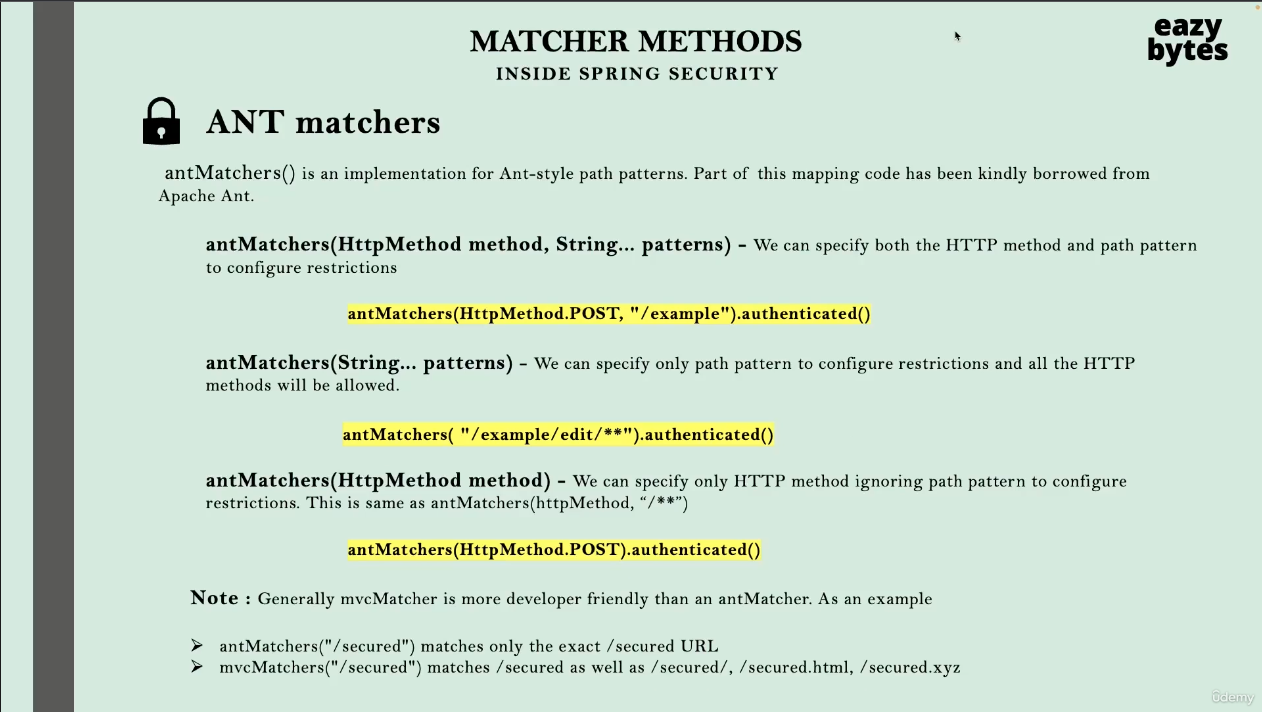 MATCHER METHODS
eazy
bytes
INSIDE SPRING SECURITY
ANT matchers
antMatchers() is an implementation for Ant-style path patterns. Part of this mapping code has been kindly borrowed from
Apache Ant.
antMatchers(HttpMethod method, String... patterns) – We can specify both the HTTP method and path pattern
to configure restrictions
antMatchers(HttpMethod.POST, "/example").authenticated()
antMatchers(String... patterns) – We can specify only path pattern to configure restrictions and all the HTTP
methods will be allowed.
antMatchers( "/example/edit/**").authenticated()
antMatchers(HttpMethod method) – We can specify only HTTP method ignoring path pattern to configure
restrictions. This is same as antMatchers(httpMethod, “/**”)
antMatchers(HttpMethod.POST).authenticated()
Note : Generally mvcMatcher is more developer friendly than an antMatcher. As an example
➢ antMatchers("/secured") matches only the exact /secured URL
➢ mvcMatchers("/secured") matches /secured as well as /secured/, /secured.html, /secured.xyz
ûdemy